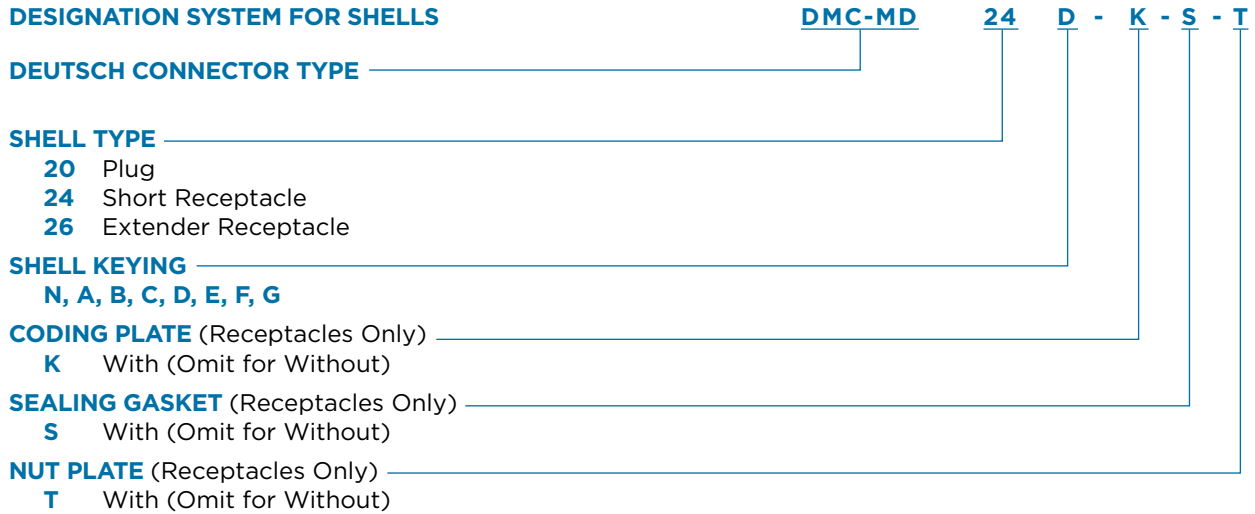 DESIGNATION SYSTEM FOR SHELLS DMC-MD 24 D - K - S - T
DEUTSCH CONNECTOR TYPE
SHELL TYPE
20 Plug
24 Short Receptacle
26 Extender Receptacle
SHELL KEYING
N, A, B, C, D, E, F, G
CODING PLATE (Receptacles Only)
K With (Omit for Without)
SEALING GASKET (Receptacles Only)
S With (Omit for Without)
NUT PLATE (Receptacles Only)
T With (Omit for Without)